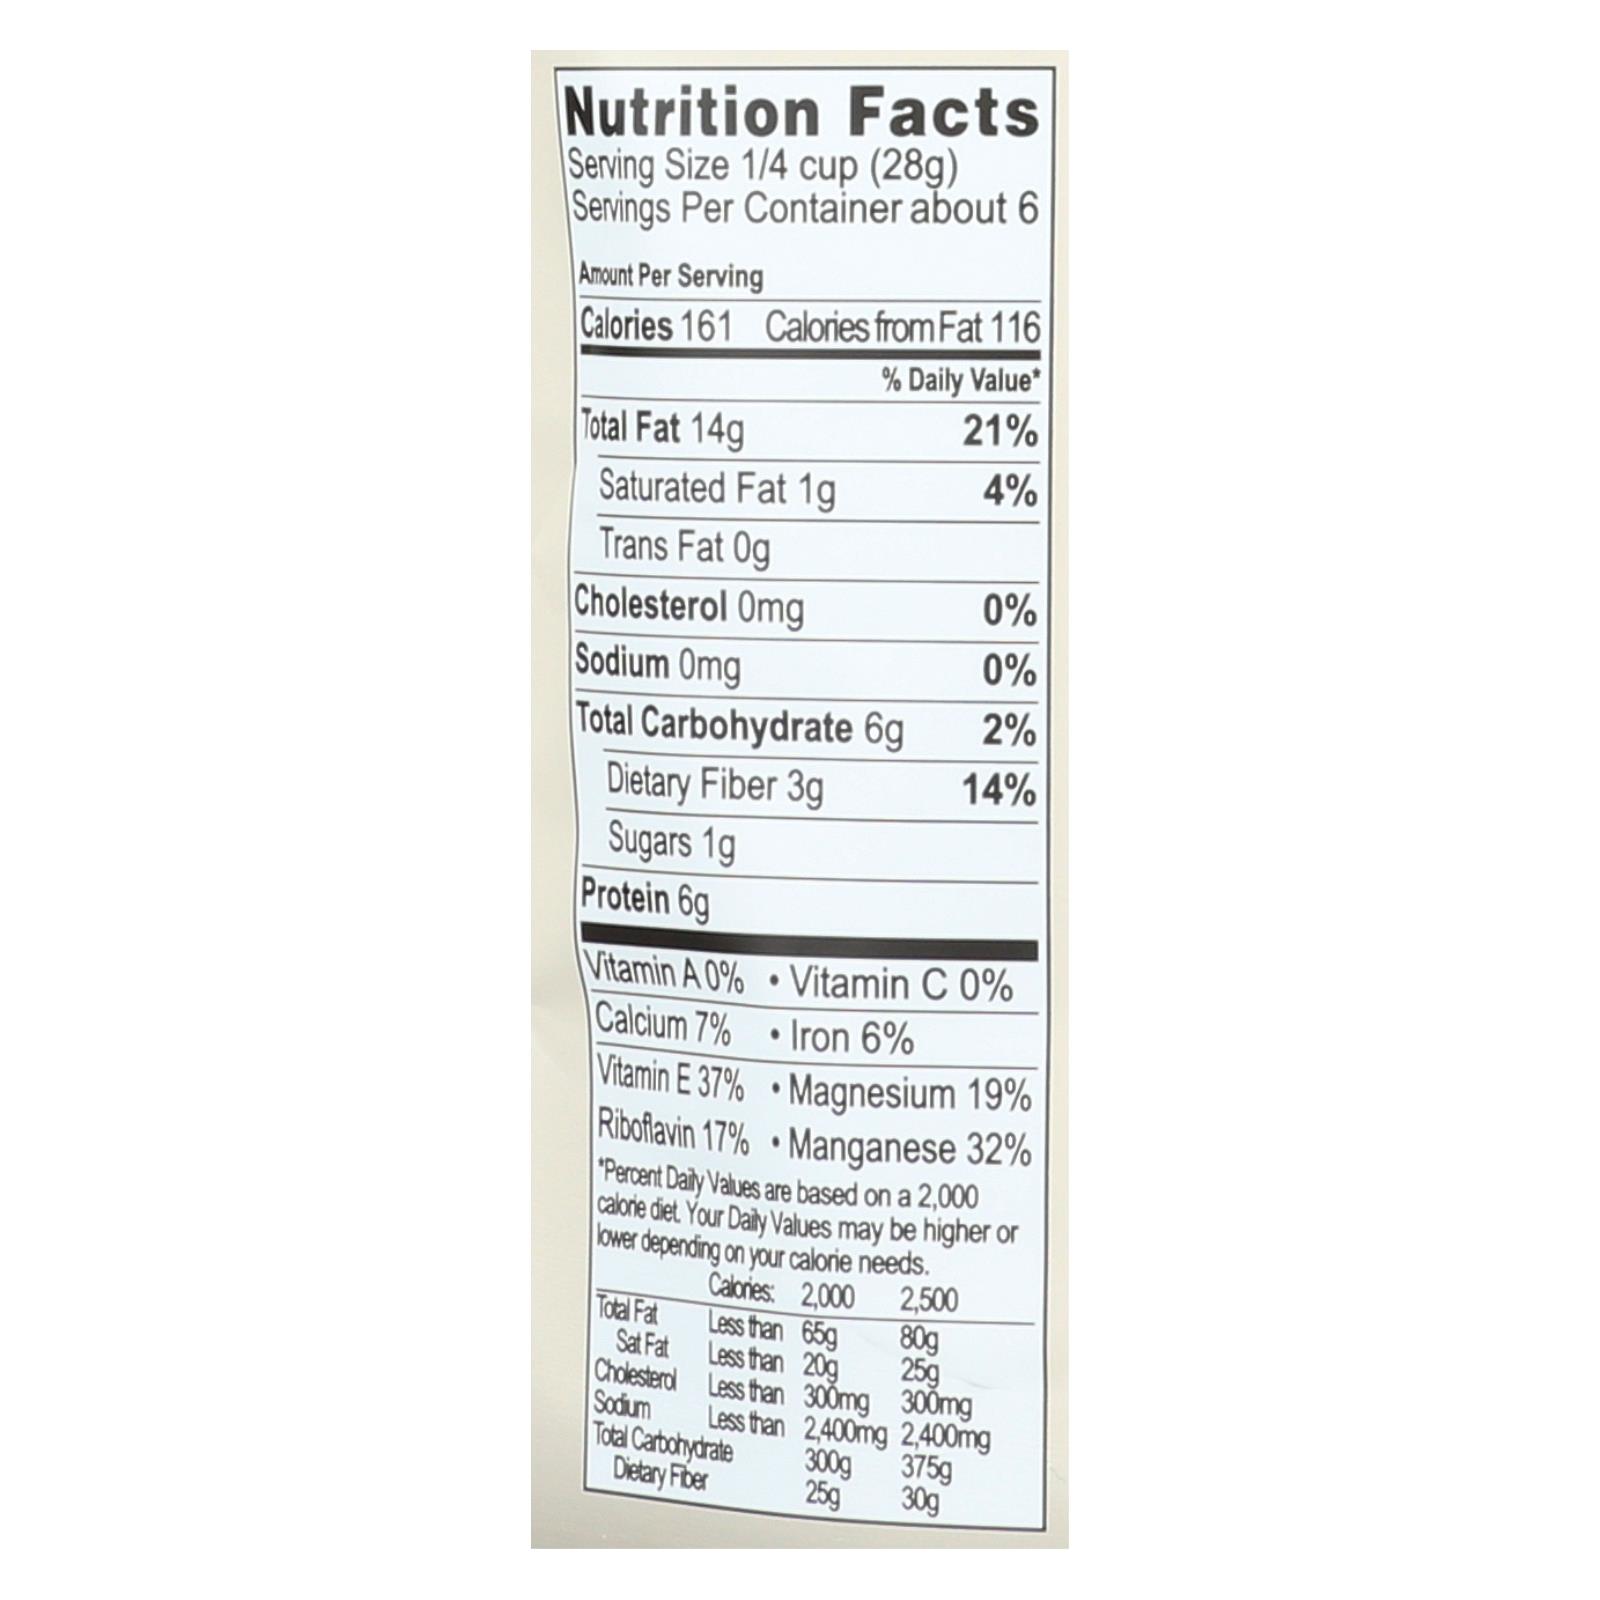 Nutrition Facts
Serving Size 1/4 cup (28g)
Servings Per Container about 6
Amount Per Serving
Calories 161 Calories from Fat 116
% Daily Value*
Total Fat 14g 21%
Saturated Fat 1g 4%
Trans Fat 0g
Cholesterol 0mg 0%
Sodium 0mg 0%
Total Carbohydrate 6g 2%
Dietary Fiber 3g 14%
Sugars 1g
Protein 6g
Vitamin A 0% • Vitamin C 0%
Calcium 7% • Iron 6%
Vitamin E 37% • Magnesium 19%
Riboflavin 17% • Manganese 32%
*Percent Daily Values are based on a 2,000
calorie diet. Your Daily Values may be higher or
lower depending on your calorie needs.
Calories: 2,000 2,500
Total Fat Less than 65g 80g
Sat Fat Less than 20g 25g
Cholesterol Less than 300mg 300mg
Sodium Less than 2,400mg 2,400mg
Total Carbohydrate 300g 375g
Dietary Fiber 25g 30g